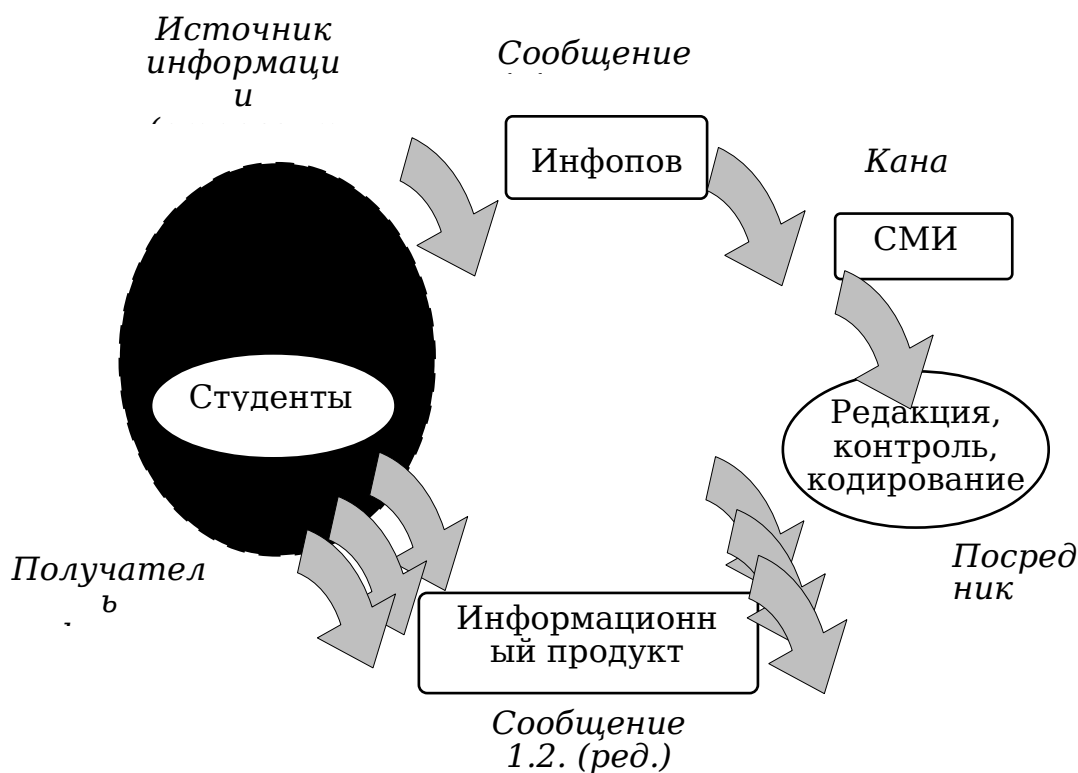 Источник
информаци
и
Сообщение
Инфопов
Кана
СМИ
Студенты
Редакция,
контроль,
кодирование
Получател
ь
Посред
ник
Информационн
ый продукт
Сообщение
1.2. (ред.)